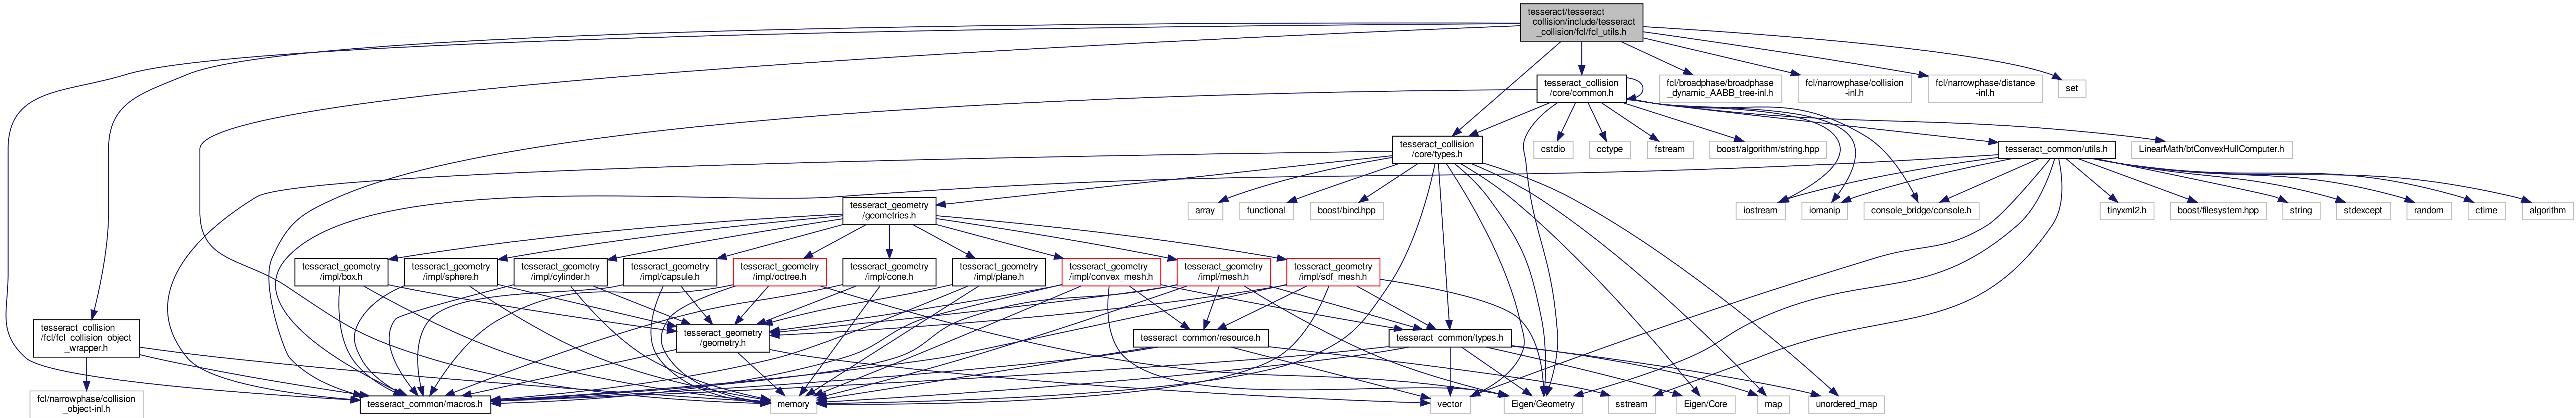 tesseract/tesseract
_collision/include/tesseract
_collision/fcl/fcl_utils.h
tesseract_collision
/core/common.h
fcl/broadphase/broadphase
_dynamic_AABB_tree-inl.h
fcl/narrowphase/collision
-inl.h
fcl/narrowphase/distance
-inl.h
set
tesseract_collision
/core/types.h
cstdio
cctype
fstream
boost/algorithm/string.hpp
tesseract_common/utils.h
LinearMath/btConvexHullComputer.h
tesseract_geometry
/geometries.h
array
functional
boost/bind.hpp
iostream
iomanip
console_bridge/console.h
tinyxml2.h
boost/filesystem.hpp
string
stdexcept
random
ctime
algorithm
tesseract_geometry
/impl/box.h
tesseract_geometry
/impl/sphere.h
tesseract_geometry
/impl/cylinder.h
tesseract_geometry
/impl/capsule.h
tesseract_geometry
/impl/octree.h
tesseract_geometry
/impl/cone.h
tesseract_geometry
/impl/plane.h
tesseract_geometry
/impl/convex_mesh.h
tesseract_geometry
/impl/mesh.h
tesseract_geometry
/impl/sdf_mesh.h
tesseract_collision
/fcl/fcl_collision_object
_wrapper.h
tesseract_geometry
/geometry.h
tesseract_common/resource.h
tesseract_common/types.h
fcl/narrowphase/collision
_object-inl.h
tesseract_common/macros.h
memory
vector
Eigen/Geometry
sstream
Eigen/Core
map
unordered_map